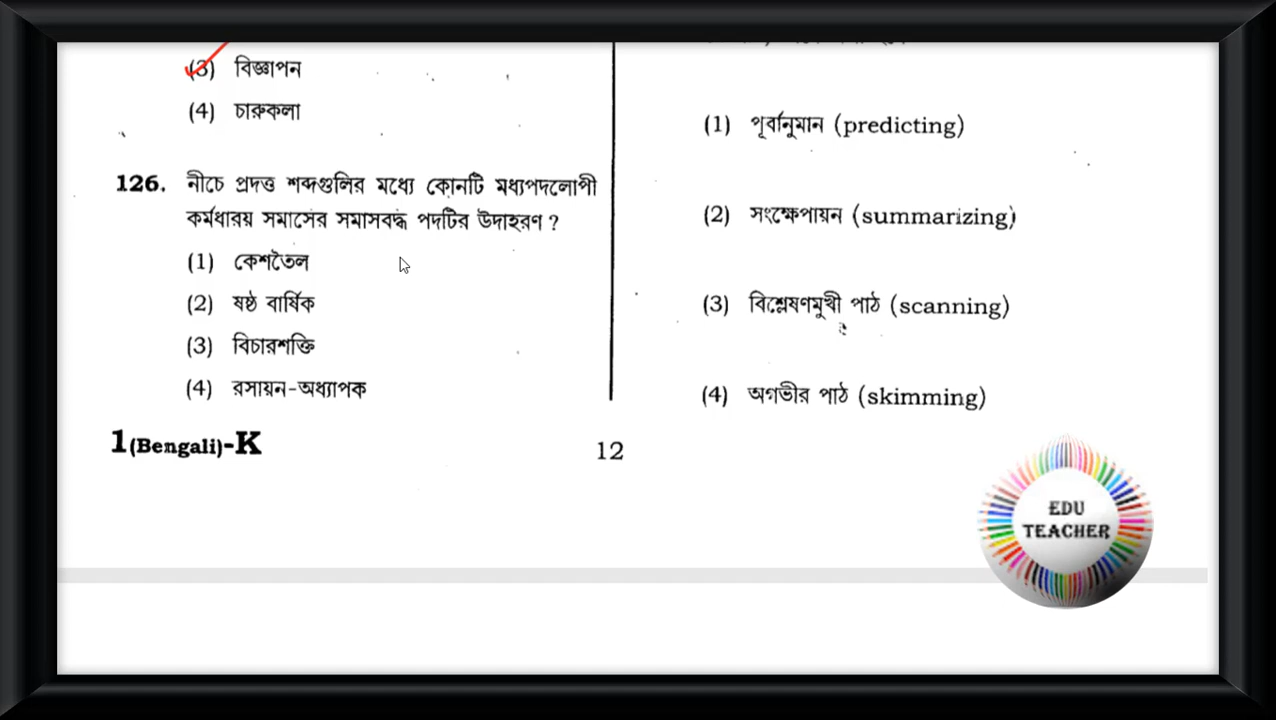 (3) বিজ্ঞাপন
(4) চারুকলা
126. নীচে প্রদত্ত শব্দগুলির মধ্যে কোনটি মধ্যপদলোপী
কর্মধারয় সমাসের সমাসবদ্ধ পদটির উদাহরণ ?
(1) কেশতৈল
(2) ষষ্ঠ বার্ষিক
(3) বিচারশক্তি
(4) রসায়ন-অধ্যাপক
1(Bengali)-K
12
(1) পূর্বানুমান (predicting)
(2) সংক্ষেপায়ন (summarizing)
(3) বিশ্লেষণমুখী পাঠ (scanning)
(4) অগভীর পাঠ (skimming)
EDU
TEACHER